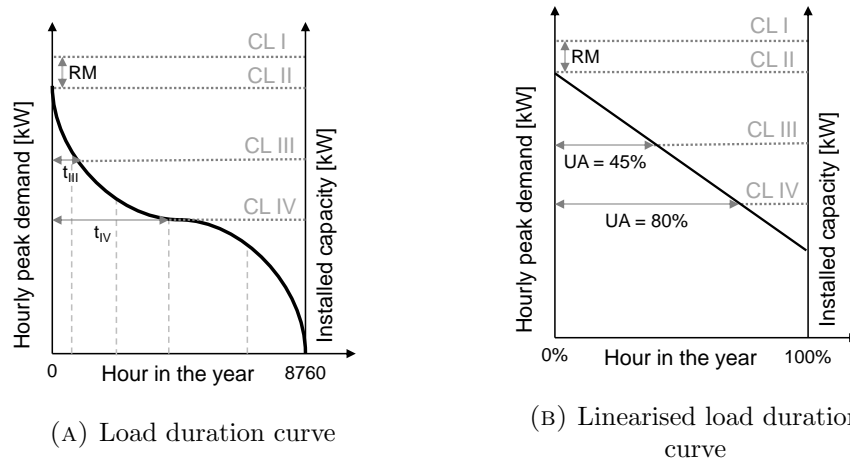 CL I
RM
CL II
CL III
t_III
CL IV
t_IV
Hourly peak demand [kW]
Installed capacity [kW]
0
Hour in the year
8760
(A) Load duration curve
CL I
RM
CL II
CL III
UA = 45%
CL IV
UA = 80%
Hourly peak demand [kW]
Installed capacity [kW]
0%
Hour in the year
100%
(B) Linearised load duration
curve